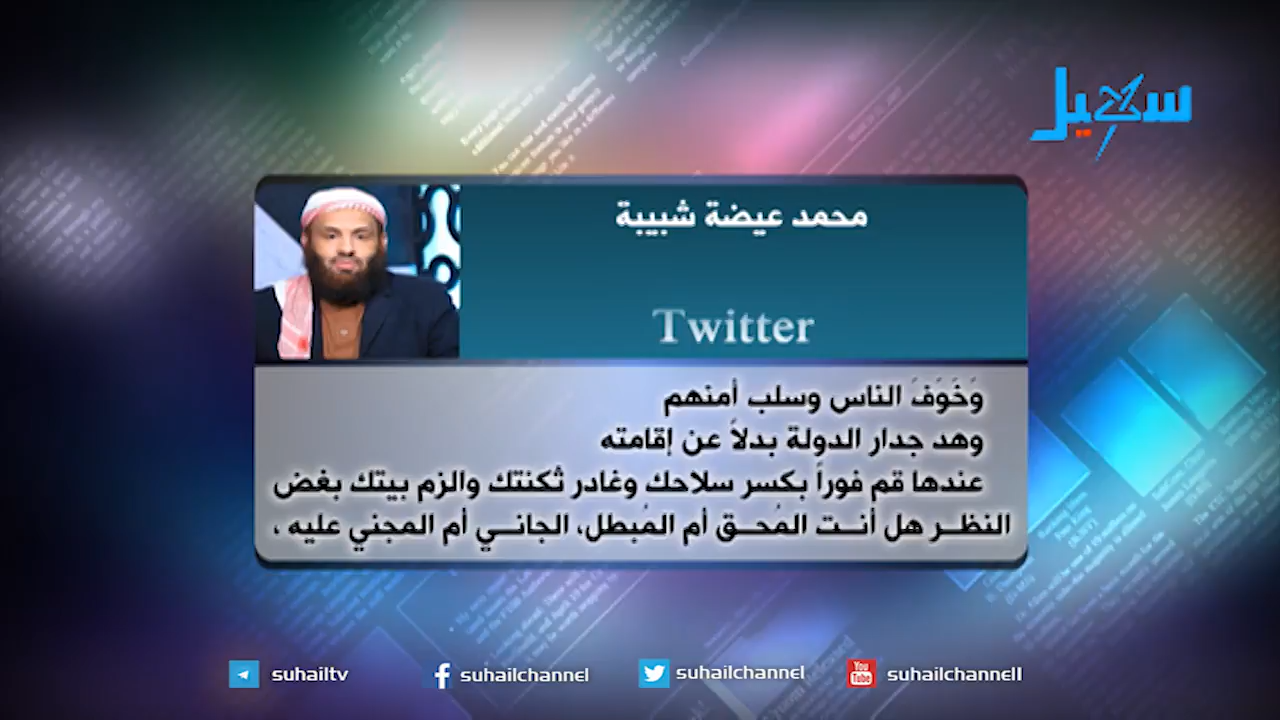 سهيل
محمد عيضة شبيبة
Twitter
وَخَوَفَ الناس وسلب أمنهم
وهد جدار الدولة بدلاً عن إقامته
عندها قم فوراً بكسر سلاحك وغادر ثكنتك والزم بيتك بغض
النظـر هل أنـت المُحـق أم المُبطل، الجانـي أم المجني عليه ،
suhailtv
suhailchannel
suhailchannel
You Tube
suhailchannell